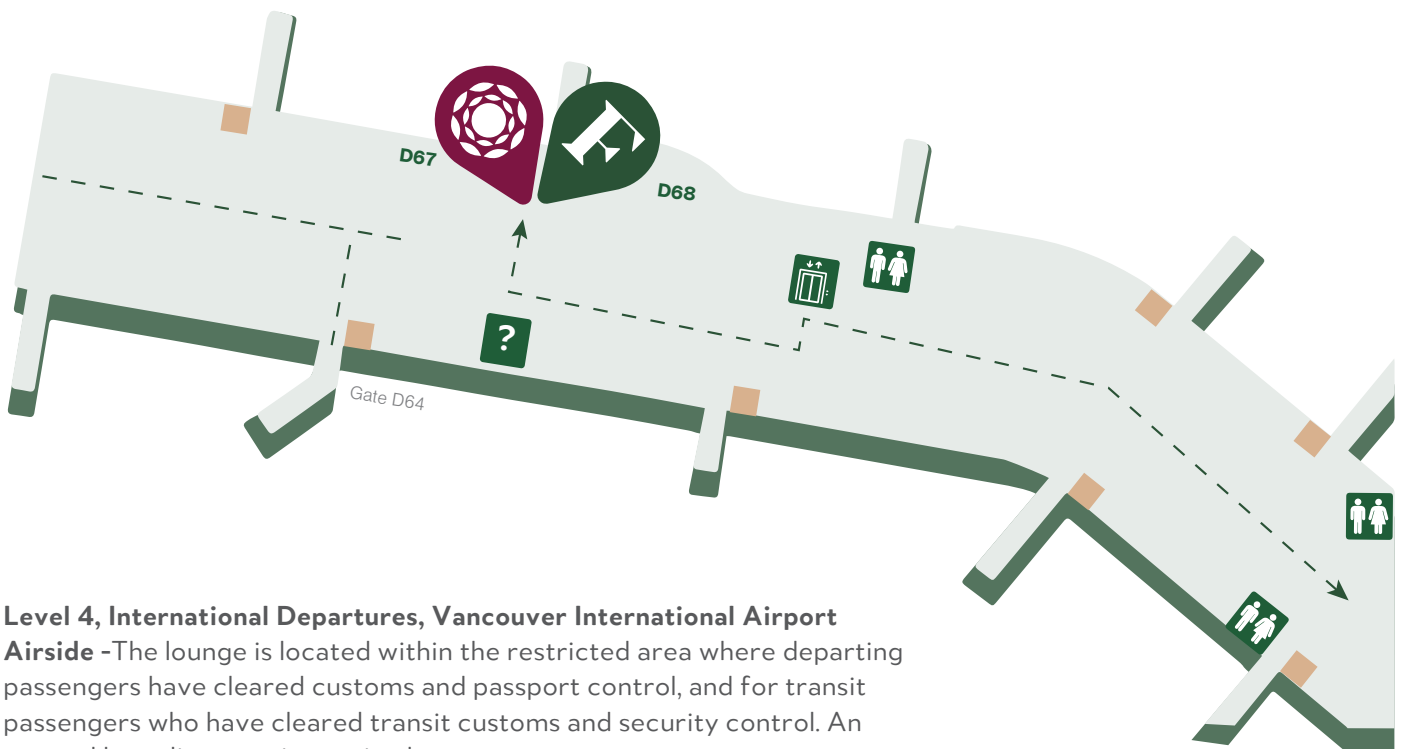 D67
D68
?
Gate D64
Level 4, International Departures, Vancouver International Airport
Airside -The lounge is located within the restricted area where departing
passengers have cleared customs and passport control, and for transit
passengers who have cleared transit customs and security control. An